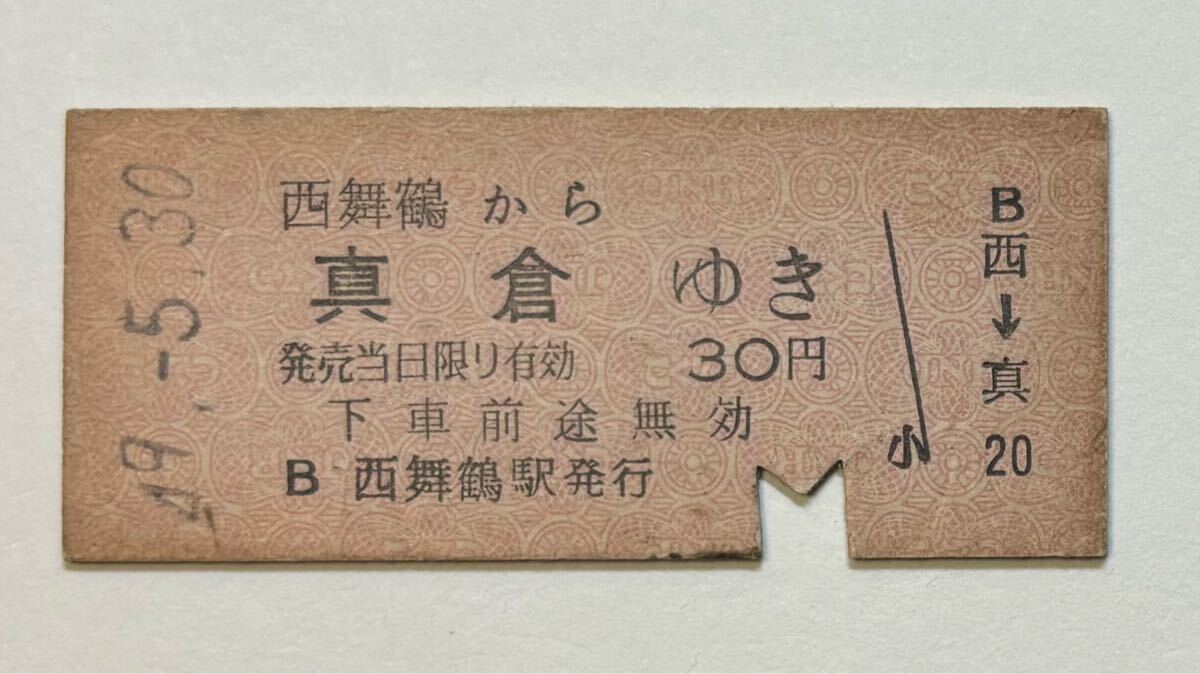 49.-5.30
西舞鶴から
真倉ゆき
発売当日限り有効 30円
下車前途無効
B 西舞鶴駅発行
小
B
西
↓
真
20